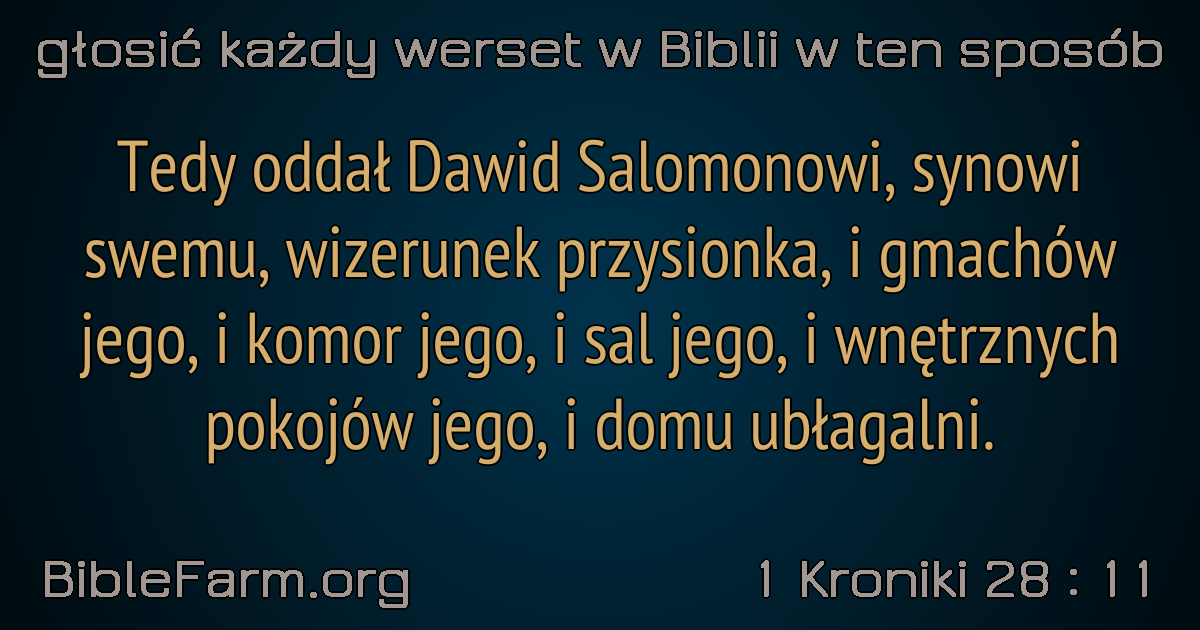 głosić każdy werset w Biblii w ten sposób
Tedy oddał Dawid Salomonowi, synowi
swemu, wizerunek przysionka, i gmachów
jego, i komor jego, i sal jego, i wnętrznych
pokojów jego, i domu ubłagalni.
BibleFarm.org
1 Kroniki 28 : 11